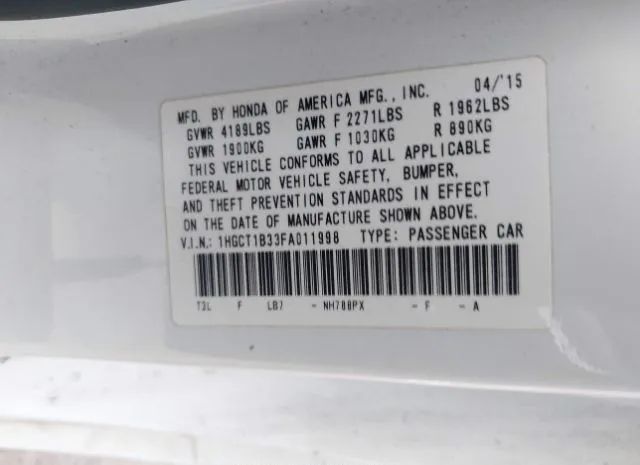 MFD. BY HONDA OF AMERICA MFG., INC. 04/'15
GVWR 4189LBS GAWR F 2271LBS R 1962LBS
GVWR 1900KG GAWR F 1030KG R 890KG
THIS VEHICLE CONFORMS TO ALL APPLICABLE
FEDERAL MOTOR VEHICLE SAFETY, BUMPER,
AND THEFT PREVENTION STANDARDS IN EFFECT
ON THE DATE OF MANUFACTURE SHOWN ABOVE.
V.I.N.: 1HGCT1B33FA011998 TYPE: PASSENGER CAR
T3L F LB7 - NH788PX - F - A